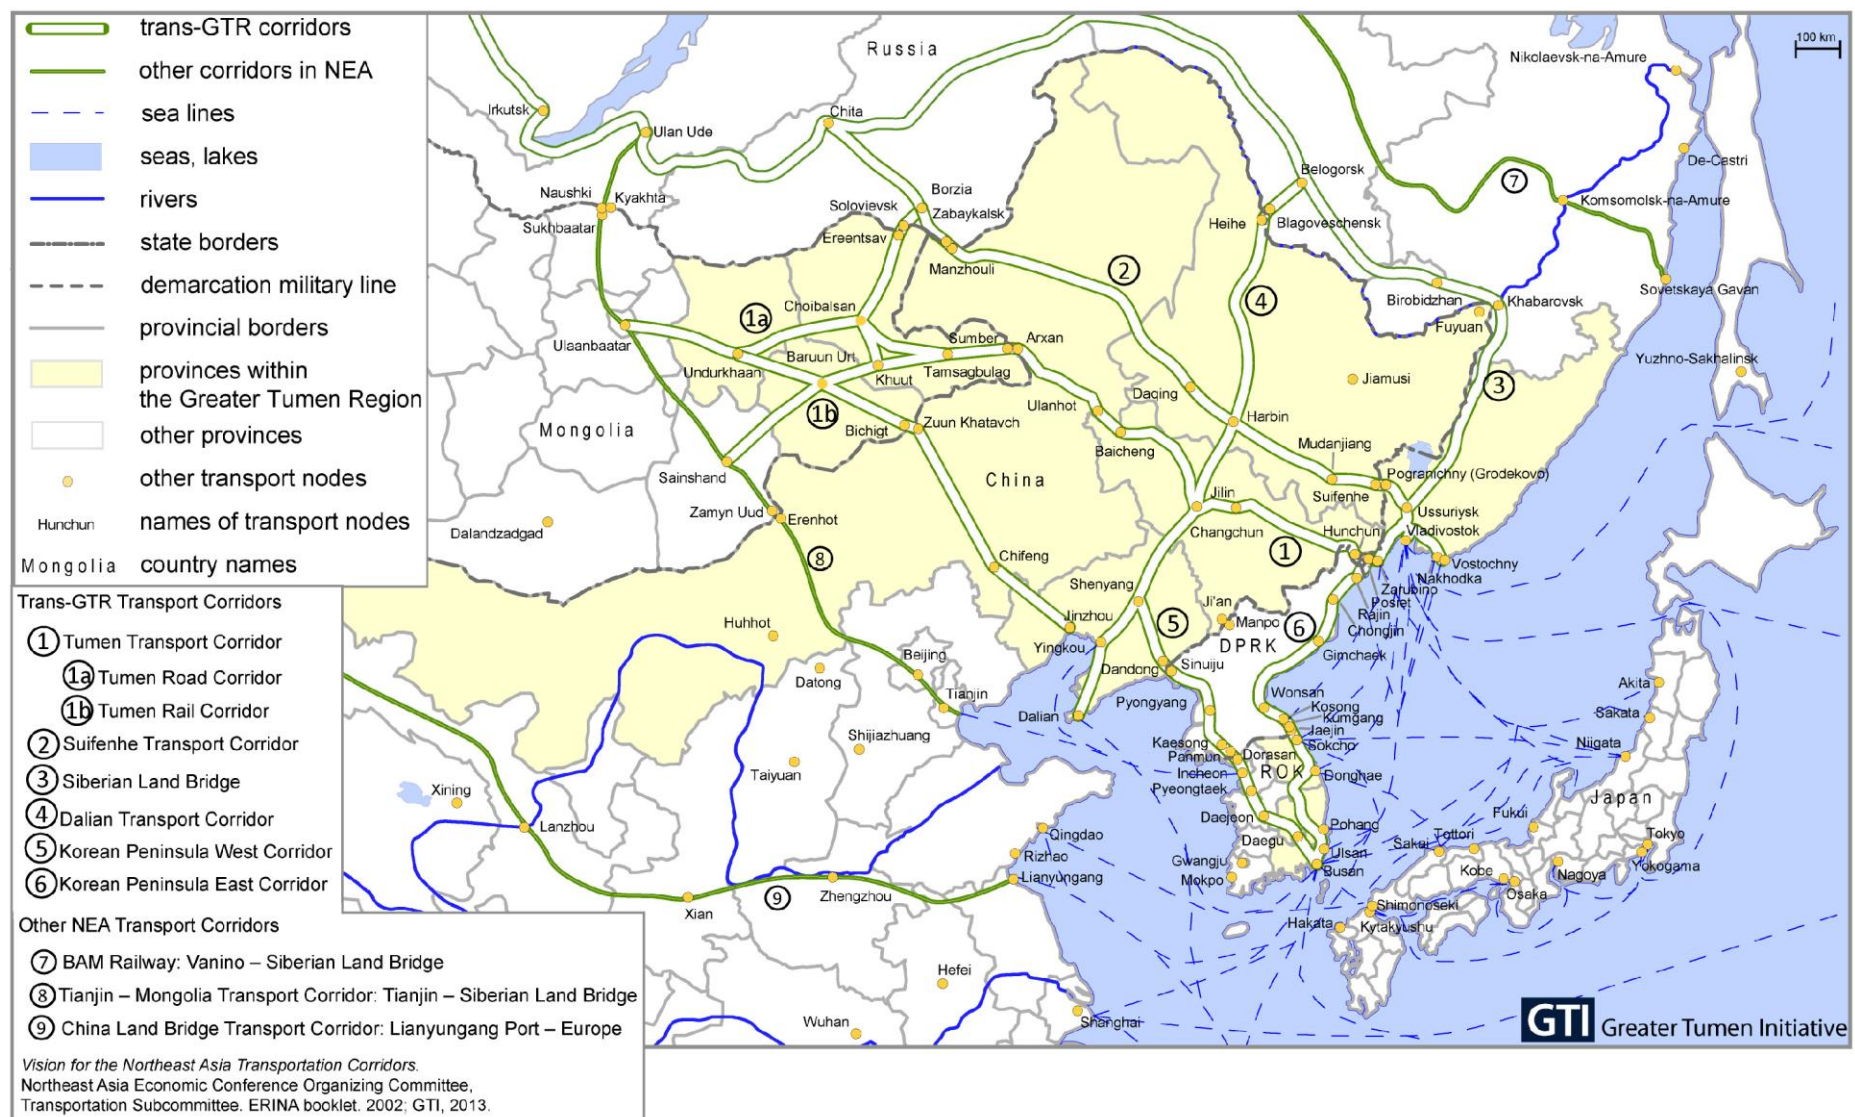 trans-GTR corridors
other corridors in NEA
sea lines
seas, lakes
rivers
state borders
demarcation military line
provincial borders
provinces within
the Greater Tumen Region
other provinces
other transport nodes
Hunchun names of transport nodes
Mongolia country names
Trans-GTR Transport Corridors
1 Tumen Transport Corridor
1a Tumen Road Corridor
1b Tumen Rail Corridor
2 Suifenhe Transport Corridor
3 Siberian Land Bridge
4 Dalian Transport Corridor
5 Korean Peninsula West Corridor
6 Korean Peninsula East Corridor
Other NEA Transport Corridors
7 BAM Railway: Vanino – Siberian Land Bridge
8 Tianjin – Mongolia Transport Corridor: Tianjin – Siberian Land Bridge
9 China Land Bridge Transport Corridor: Lianyungang Port – Europe
Vision for the Northeast Asia Transportation Corridors.
Northeast Asia Economic Conference Organizing Committee,
Transportation Subcommittee. ERINA booklet. 2002; GTI, 2013.
100 km
Russia
Nikolaevsk-na-Amure
Irkutsk
Chita
Ulan Ude
De-Castri
Belogorsk
7
Naushki
Kyakhta
Borzia
Solovievsk
Zabaykalsk
Komsomolsk-na-Amure
Sukhbaatar
Ereentsav
Heihe
Blagoveschensk
Manzhouli
2
Sovetskaya Gavan
Birobidzhan
Khabarovsk
4
Choibalsan
1a
Fuyuan
Ulaanbaatar
Sumber
Arxan
Baruun Urt
Undurkhaan
Khuut
Tamsagbulag
Yuzhno-Sakhalinsk
Jiamusi
3
Daqing
Ulanhot
1b
Harbin
Mongolia
Bichigt
Zuun Khatavch
Mudanjiang
Baicheng
Sainshand
China
Pogranichny (Grodekovo)
Jilin
Suifenhe
Zamyn Uud
Erenhot
Ussuriysk
Dalandzadgad
Changchun
Hunchun
Vladivostok
8
Chifeng
1
Vostochny
Nakhodka
Shenyang
Zarubino
Posiet
Ji'an
Jinzhou
Rajin
Huhhot
5
Manpo
6
Chongjin
DPRK
Yingkou
Gimchaek
Beijing
Dandong
Sinuiju
Datong
Akita
Tianjin
Wonsan
Pyongyang
Kosong
Dalian
Kumgang
Sakata
Jaejin
Shijiazhuang
Kaesong
Sokcho
Niigata
Panmun
Dorasan
Taiyuan
Incheon
ROK
Donghae
Xining
Pyeongtaek
Japan
Fukui
Lanzhou
Daejeon
Pohang
Qingdao
Tottori
Tokyo
Daegu
Sakai
Rizhao
Ulsan
Gwangju
Yokogama
Busan
Kobe
Nagoya
Lianyungang
Mokpo
Osaka
Zhengzhou
9
Xian
Shimonoseki
Hakata
Kytakyushu
Hefei
Wuhan
Shanghai
GTI Greater Tumen Initiative